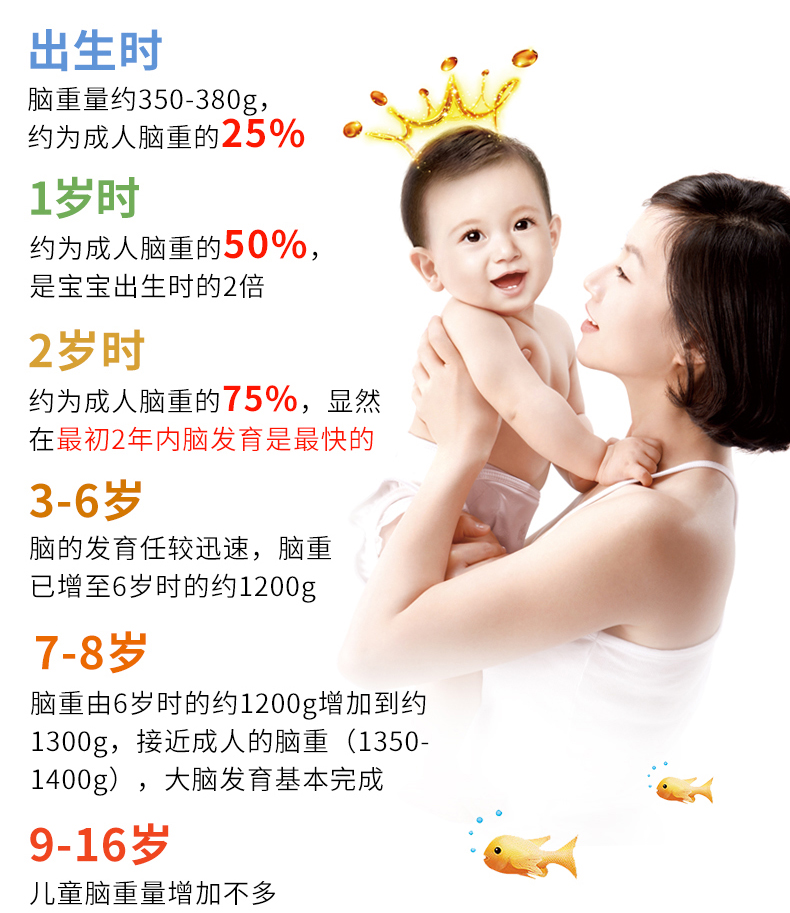 出生时
脑重量约350-380g，
约为成人脑重的25%
1岁时
约为成人脑重的50%，
是宝宝出生时的2倍
2岁时
约为成人脑重的75%，显然
在最初2年内脑发育是最快的
3-6岁
脑的发育任较迅速，脑重
已增至6岁时的约1200g
7-8岁
脑重由6岁时的约1200g增加到约
1300g，接近成人的脑重（1350-
1400g），大脑发育基本完成
9-16岁
儿童脑重量增加不多